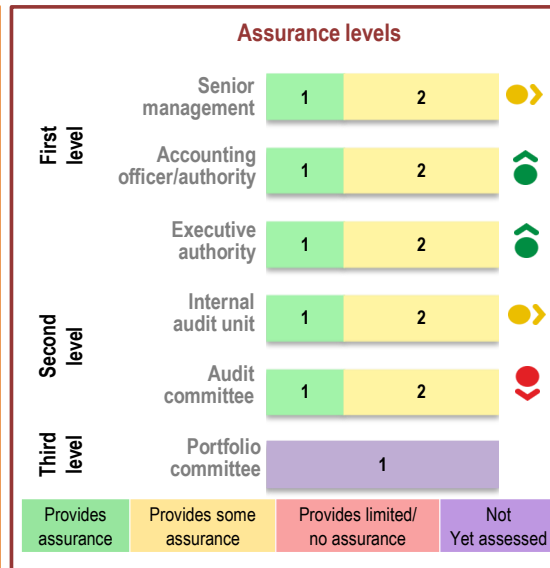 Assurance levels
First
level
Senior
management
1 2
Accounting
officer/authority
1 2
Executive
authority
1 2
Second
level
Internal
audit unit
1 2
Audit
committee
1 2
Third
level
Portfolio
committee
1
Provides
assurance
Provides some
assurance
Provides limited/
no assurance
Not
Yet assessed